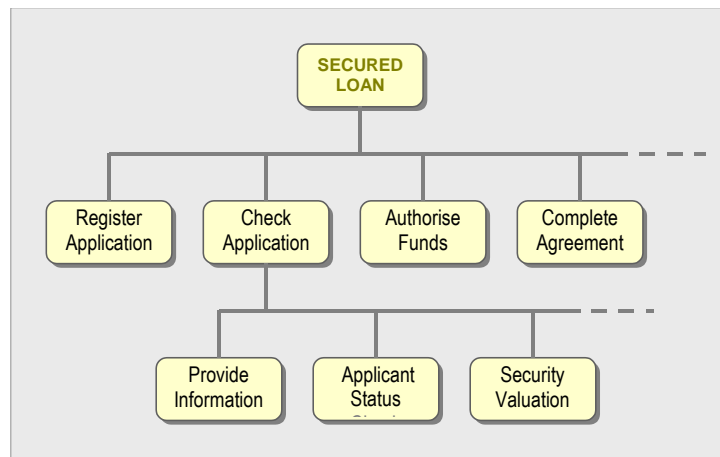 SECURED
LOAN
Register
Application
Check
Application
Authorise
Funds
Complete
Agreement
Provide
Information
Applicant
Status
Security
Valuation